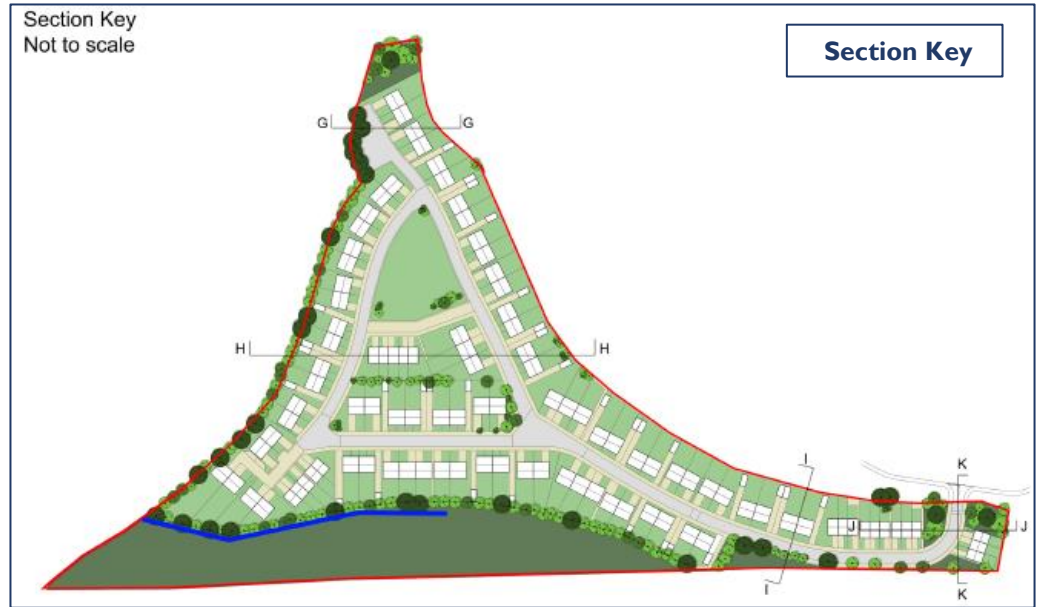 Section Key
Not to scale
Section Key
G G
H H
I
K
J J
I
K